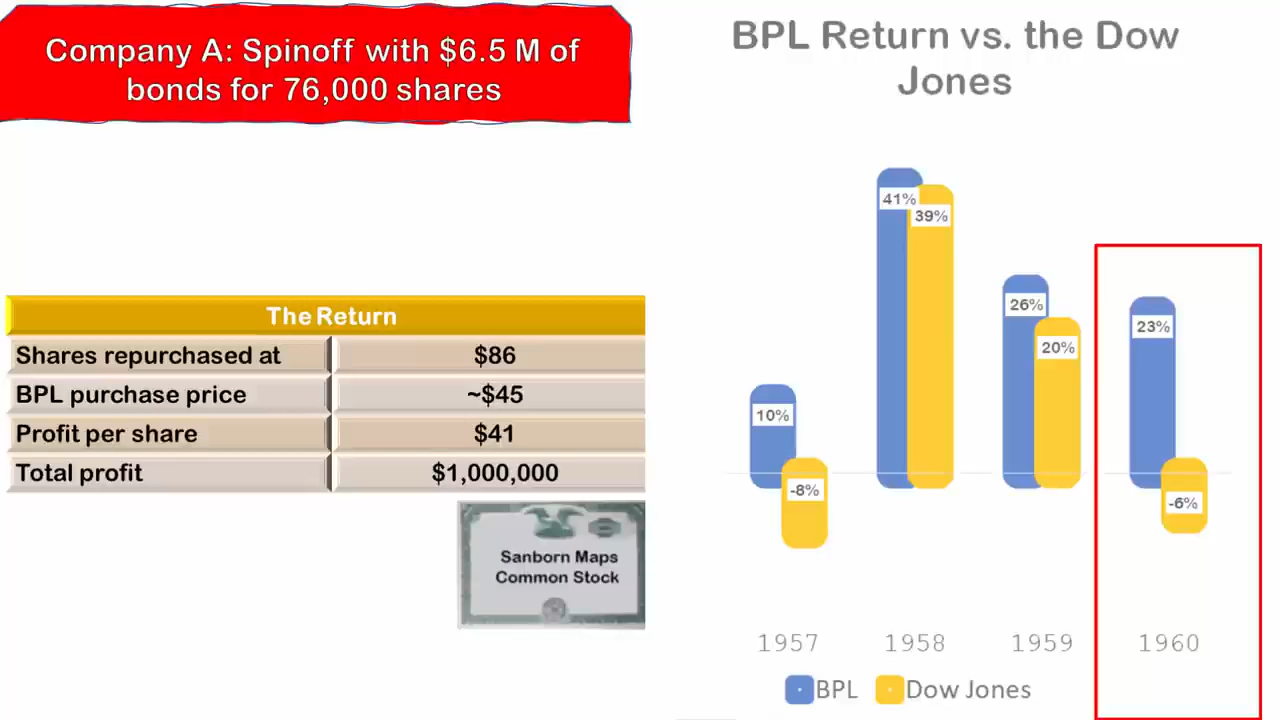 Company A: Spinoff with $6.5 M of
bonds for 76,000 shares
The Return
Shares repurchased at $86
BPL purchase price ~$45
Profit per share $41
Total profit $1,000,000
Sanborn Maps
Common Stock
BPL Return vs. the Dow
Jones
41%
39%
26%
23%
20%
10%
-8%
-6%
1957 1958 1959 1960
BPL Dow Jones